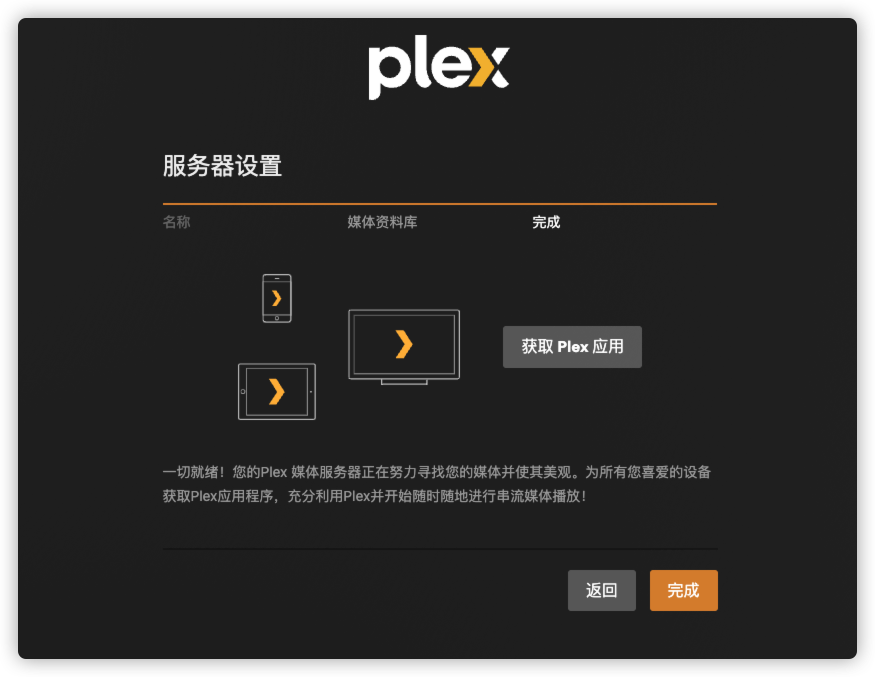 plex
服务器设置
名称
媒体资料库
完成
获取 Plex 应用
一切就绪！您的Plex 媒体服务器正在努力寻找您的媒体并使其美观。为所有您喜爱的设备
获取Plex应用程序，充分利用Plex并开始随时随地进行串流媒体播放！
返回
完成